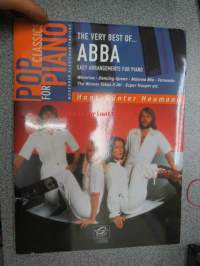 POP CLASSICS FOR PIANO
THE VERY BEST OF...
ABBA
EASY ARRANGEMENTS FOR PIANO
Waterloo · Dancing Queen · Mamma Mia · Fernando
The Winner Takes It All · Super Trouper etc.
Hans-Günter Heumann